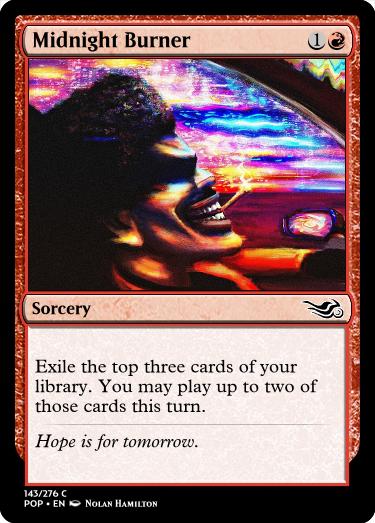 Midnight Burner 1
Sorcery
Exile the top three cards of your
library. You may play up to two of
those cards this turn.
Hope is for tomorrow.
143/276 C
POP • EN Nolan Hamilton